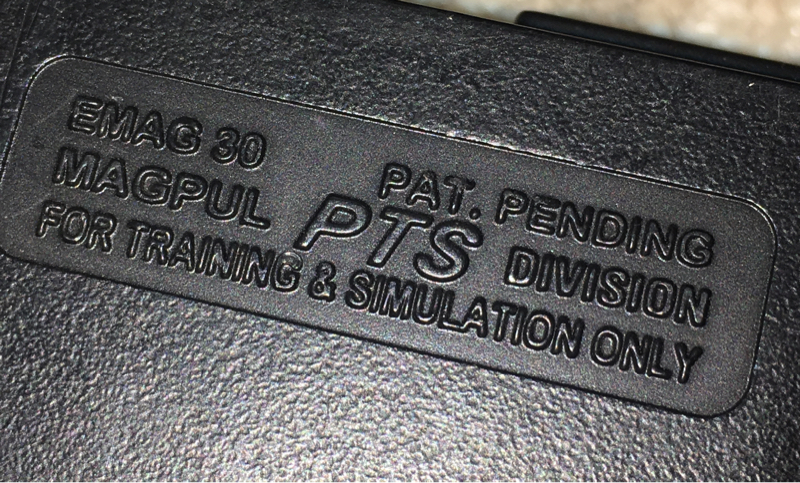 EMAG 30 PAT. PENDING
MAGPUL PTS DIVISION
FOR TRAINING & SIMULATION ONLY